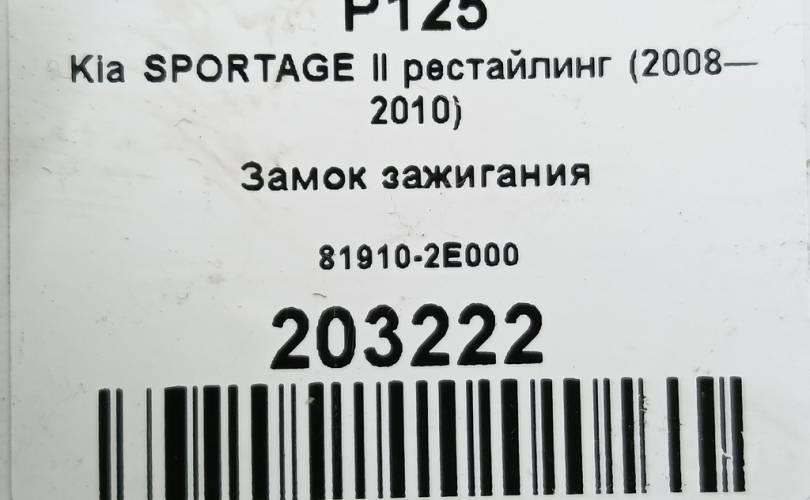 P125
Kia SPORTAGE II рестайлинг (2008—
2010)
Замок зажигания
81910-2E000
203222